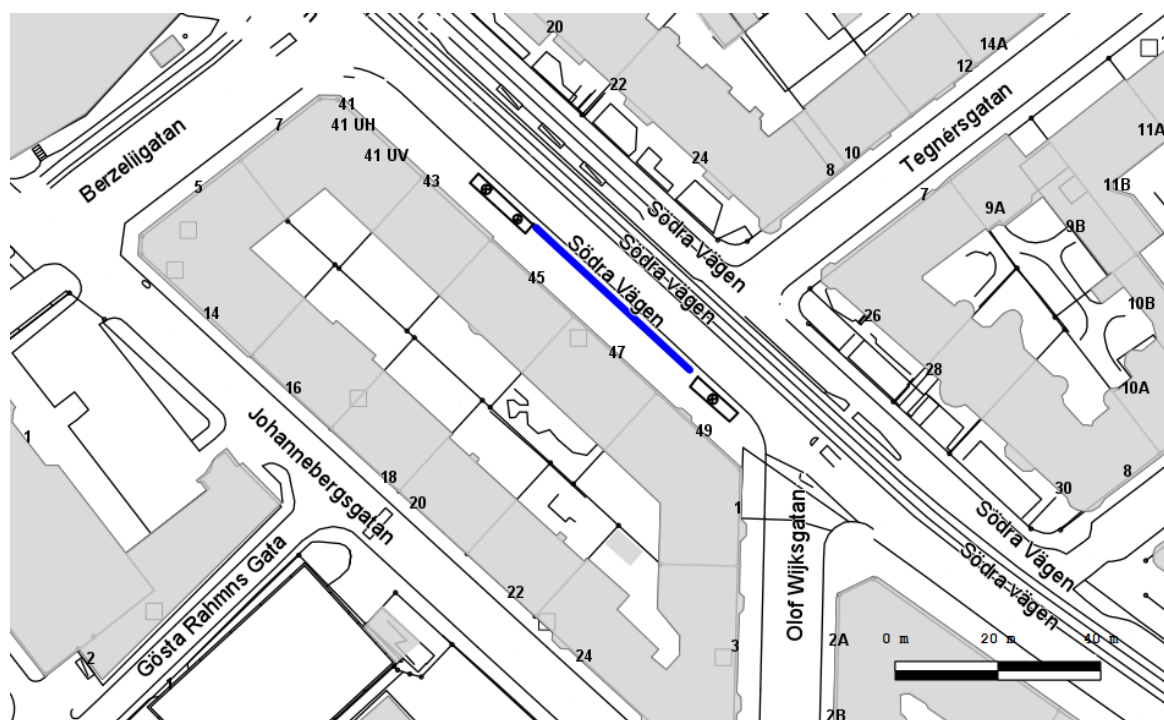 20
14A
12
22
41
41 UH
7
41 UV
Berzeliigatan
24
10
8
Tegnérsgatan
11A
43
5
7
11B
9A
9B
Södra Vägen
Södra-vägen
Södra Vägen
45
14
26
10B
47
28
10A
16
Johannebergsgatan
49
1
18
20
8
30
1
Södra Vägen
Södra-vägen
Olof Wijksgatan
Gösta Rahmns Gata
22
24
3
2A
0 m
20 m
40 m
2
1
2B